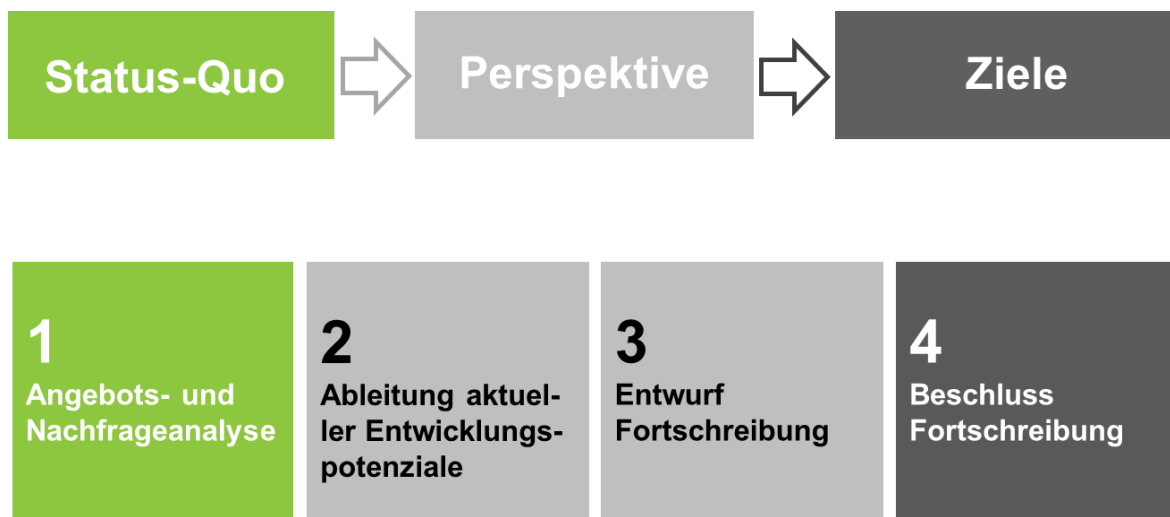 Status-Quo
Perspektive
Ziele
1
Angebots- und
Nachfrageanalyse
2
Ableitung aktuel-
ler Entwicklungs-
potenziale
3
Entwurf
Fortschreibung
4
Beschluss
Fortschreibung